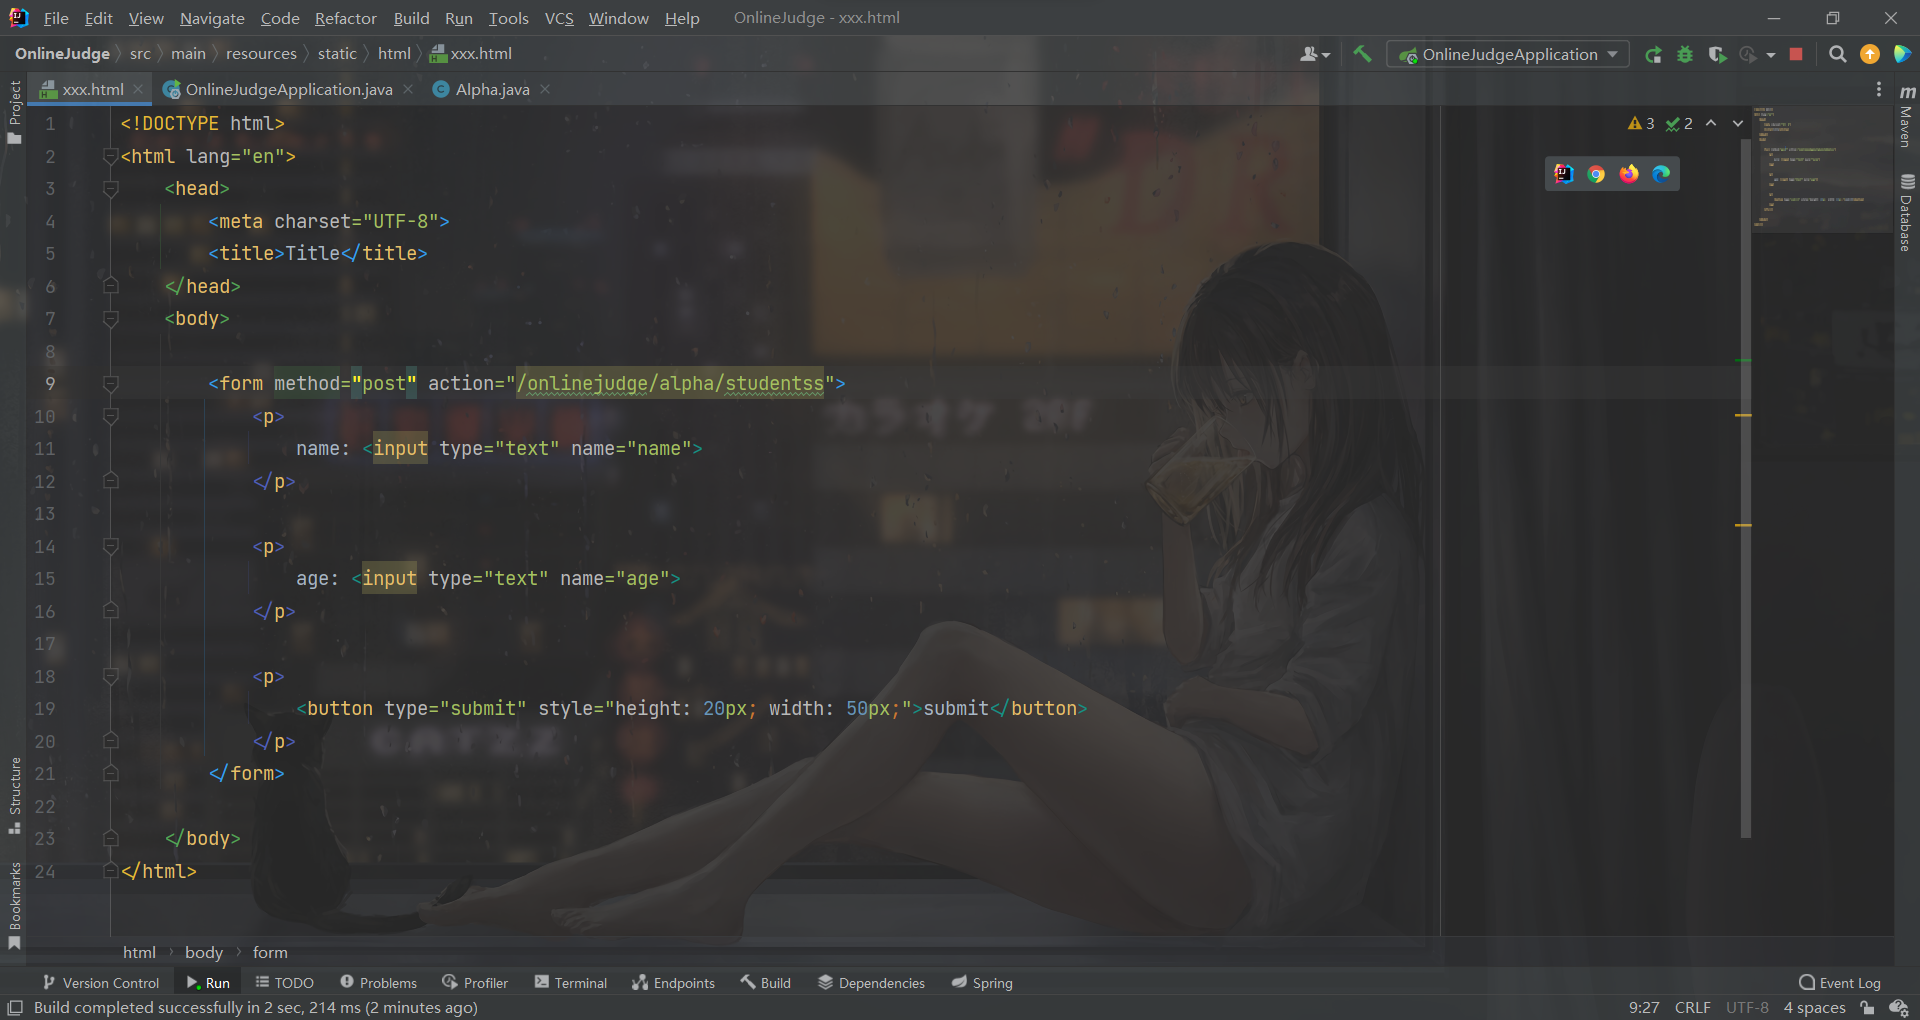 File Edit View Navigate Code Refactor Build Run Tools VCS Window Help OnlineJudge - xxx.html
OnlineJudge src main resources static html xxx.html OnlineJudgeApplication
xxx.html OnlineJudgeApplication.java Alpha.java
Project
Structure
Bookmarks
1 <!DOCTYPE html>
2 <html lang="en">
3 <head>
4 <meta charset="UTF-8">
5 <title>Title</title>
6 </head>
7 <body>
8
9 <form method="post" action="/onlinejudge/alpha/studentss">
10 <p>
11 name: <input type="text" name="name">
12 </p>
13
14 <p>
15 age: <input type="text" name="age">
16 </p>
17
18 <p>
19 <button type="submit" style="height: 20px; width: 50px;">submit</button>
20 </p>
21 </form>
22
23 </body>
24 </html>
3 2
Maven
Database
カラオケ
html body form
Version Control Run TODO Problems Profiler Terminal Endpoints Build Dependencies Spring Event Log
Build completed successfully in 2 sec, 214 ms (2 minutes ago) 9:27 CRLF UTF-8 4 spaces